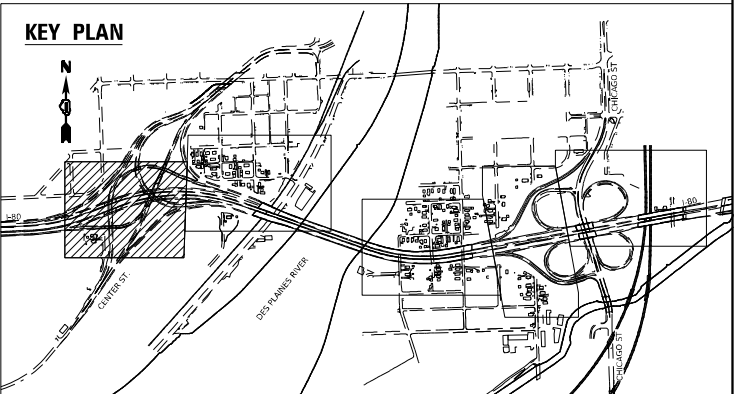 KEY PLAN
N
CHICAGO ST
I-80
I-80
CENTER ST.
DES PLAINES RIVER
CHICAGO ST